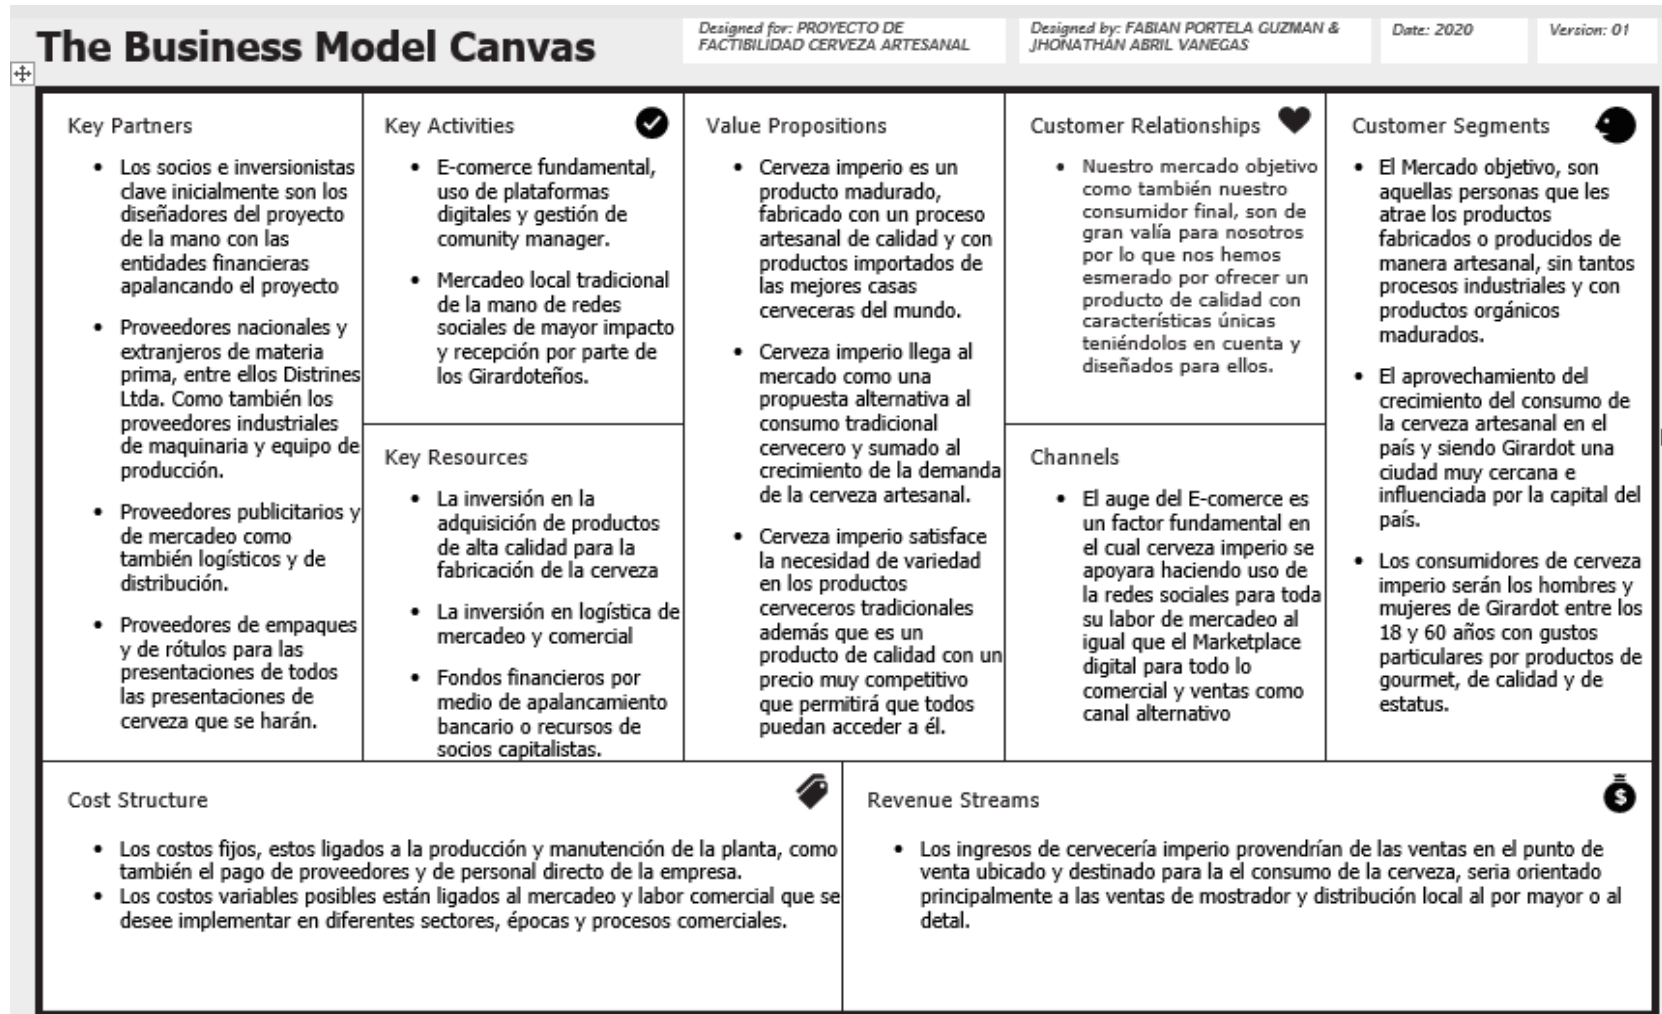 The Business Model Canvas
Designed for: PROYECTO DE
FACTIBILIDAD CERVEZA ARTESANAL
Designed by: FABIAN PORTELA GUZMAN &
JHONATHAN ABRIL VANEGAS
Date: 2020
Version: 01
Key Partners
• Los socios e inversionistas
clave inicialmente son los
diseñadores del proyecto
de la mano con las
entidades financieras
apalancando el proyecto
• Proveedores nacionales y
extranjeros de materia
prima, entre ellos Distrines
Ltda. Como también los
proveedores industriales
de maquinaria y equipo de
producción.
• Proveedores publicitarios y
de mercadeo como
también logísticos y de
distribución.
• Proveedores de empaques
y de rótulos para las
presentaciones de todos
las presentaciones de
cerveza que se harán.
Key Activities
• E-comerce fundamental,
uso de plataformas
digitales y gestión de
comunity manager.
• Mercadeo local tradicional
de la mano de redes
sociales de mayor impacto
y recepción por parte de
los Girardoteños.
Key Resources
• La inversión en la
adquisición de productos
de alta calidad para la
fabricación de la cerveza
• La inversión en logística de
mercadeo y comercial
• Fondos financieros por
medio de apalancamiento
bancario o recursos de
socios capitalistas.
Value Propositions
• Cerveza imperio es un
producto madurado,
fabricado con un proceso
artesanal de calidad y con
productos importados de
las mejores casas
cerveceras del mundo.
• Cerveza imperio llega al
mercado como una
propuesta alternativa al
consumo tradicional
cervecero y sumado al
crecimiento de la demanda
de la cerveza artesanal.
• Cerveza imperio satisface
la necesidad de variedad
en los productos
cerveceros tradicionales
además que es un
producto de calidad con un
precio muy competitivo
que permitirá que todos
puedan acceder a él.
Customer Relationships
• Nuestro mercado objetivo
como también nuestro
consumidor final, son de
gran valía para nosotros
por lo que nos hemos
esmerado por ofrecer un
producto de calidad con
características únicas
teniéndolos en cuenta y
diseñados para ellos.
Channels
• El auge del E-comerce es
un factor fundamental en
el cual cerveza imperio se
apoyara haciendo uso de
la redes sociales para toda
su labor de mercadeo al
igual que el Marketplace
digital para todo lo
comercial y ventas como
canal alternativo
Customer Segments
• El Mercado objetivo, son
aquellas personas que les
atrae los productos
fabricados o producidos de
manera artesanal, sin tantos
procesos industriales y con
productos orgánicos
madurados.
• El aprovechamiento del
crecimiento del consumo de
la cerveza artesanal en el
país y siendo Girardot una
ciudad muy cercana e
influenciada por la capital del
país.
• Los consumidores de cerveza
imperio serán los hombres y
mujeres de Girardot entre los
18 y 60 años con gustos
particulares por productos de
gourmet, de calidad y de
estatus.
Cost Structure
• Los costos fijos, estos ligados a la producción y manutención de la planta, como
también el pago de proveedores y de personal directo de la empresa.
• Los costos variables posibles están ligados al mercadeo y labor comercial que se
desee implementar en diferentes sectores, épocas y procesos comerciales.
Revenue Streams
$
• Los ingresos de cervecería imperio provendrían de las ventas en el punto de
venta ubicado y destinado para la el consumo de la cerveza, seria orientado
principalmente a las ventas de mostrador y distribución local al por mayor o al
detal.